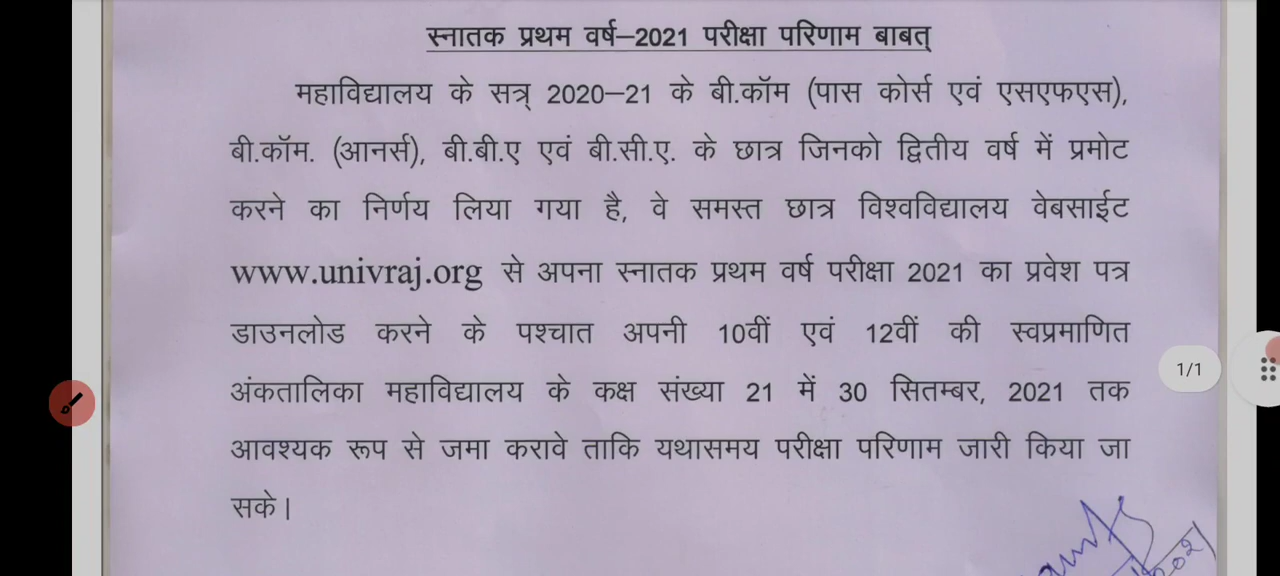 स्नातक प्रथम वर्ष–2021 परीक्षा परिणाम बाबत्
महाविद्यालय के सत्र् 2020–21 के बी.कॉम (पास कोर्स एवं एसएफएस),
बी.कॉम. (आनर्स), बी.बी.ए एवं बी.सी.ए. के छात्र जिनको द्वितीय वर्ष में प्रमोट
करने का निर्णय लिया गया है, वे समस्त छात्र विश्वविद्यालय वेबसाईट
www.univraj.org से अपना स्नातक प्रथम वर्ष परीक्षा 2021 का प्रवेश पत्र
डाउनलोड करने के पश्चात अपनी 10वीं एवं 12वीं की स्वप्रमाणित
अंकतालिका महाविद्यालय के कक्ष संख्या 21 में 30 सितम्बर, 2021 तक
1/1
आवश्यक रूप से जमा करावे ताकि यथासमय परीक्षा परिणाम जारी किया जा
सके।